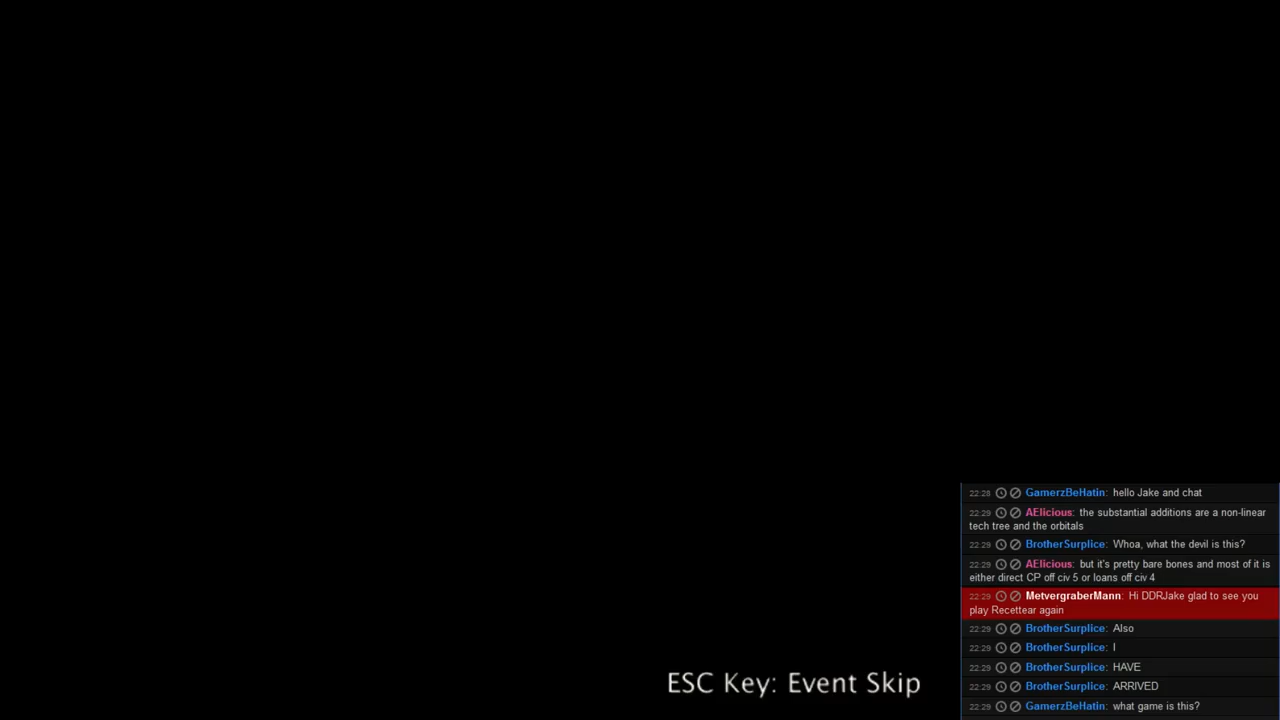 22:28 GamerzBeHatin: hello Jake and chat
22:29 AElicious: the substantial additions are a non-linear
tech tree and the orbitals
22:29 BrotherSurplice: Whoa, what the devil is this?
22:29 AElicious: but it's pretty bare bones and most of it is
either direct CP off civ 5 or loans off civ 4
22:29 MetvergraberMann: Hi DDRJake glad to see you
play Recettear again
22:29 BrotherSurplice: Also
22:29 BrotherSurplice: I
22:29 BrotherSurplice: HAVE
22:29 BrotherSurplice: ARRIVED
22:29 GamerzBeHatin: what game is this?
ESC Key: Event Skip